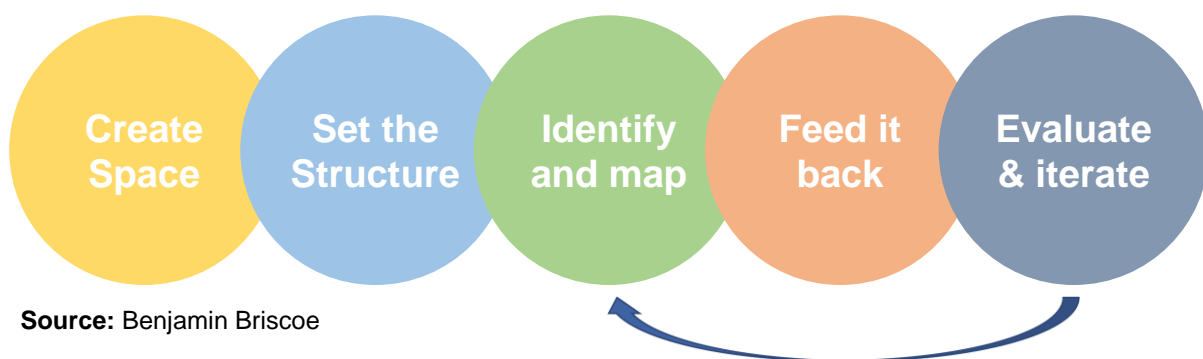 Create
Space
Set the
Structure
Identify
and map
Feed it
back
Evaluate
& iterate
Source: Benjamin Briscoe